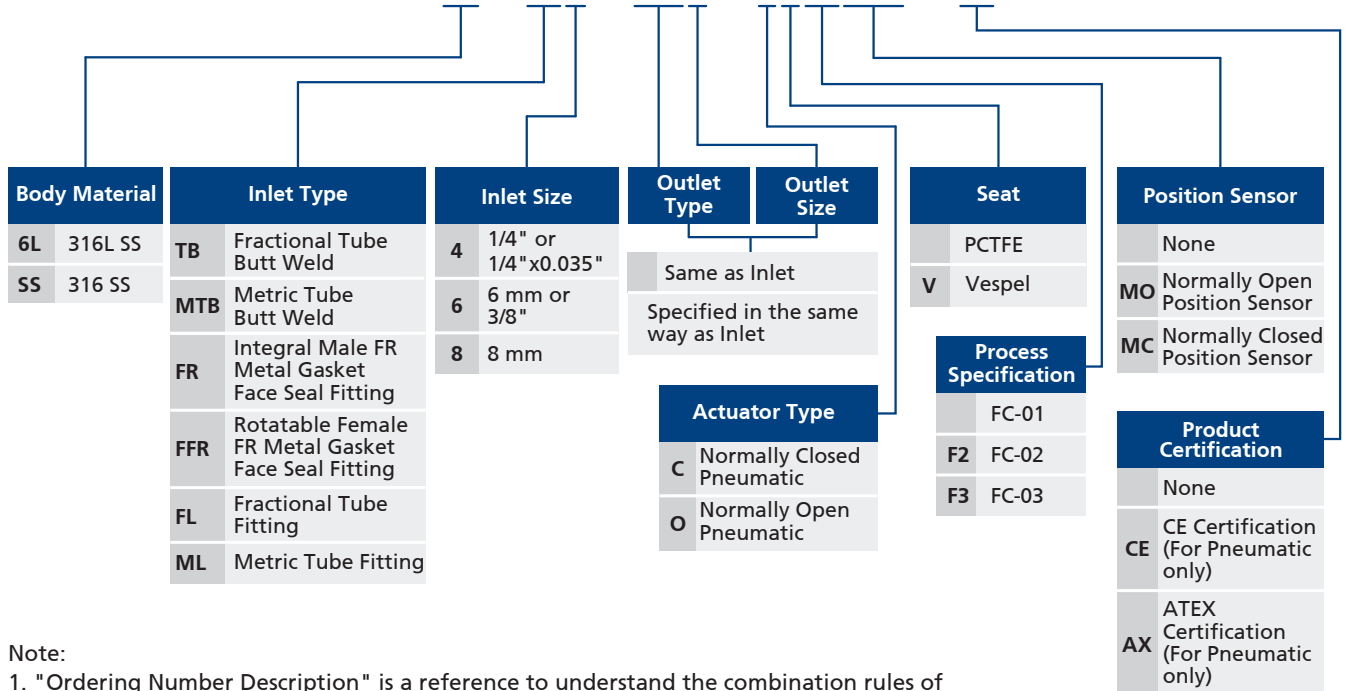 Body Material
6L 316L SS
SS 316 SS
Inlet Type
TB Fractional Tube
Butt Weld
MTB Metric Tube
Butt Weld
FR Integral Male FR
Metal Gasket
Face Seal Fitting
FFR Rotatable Female
FR Metal Gasket
Face Seal Fitting
FL Fractional Tube
Fitting
ML Metric Tube Fitting
Inlet Size
4 1/4" or
1/4"x0.035"
6 6 mm or
3/8"
8 8 mm
Outlet
Type
Outlet
Size
Same as Inlet
Specified in the same
way as Inlet
Actuator Type
C Normally Closed
Pneumatic
O Normally Open
Pneumatic
Seat
PCTFE
V Vespel
Process
Specification
FC-01
F2 FC-02
F3 FC-03
Position Sensor
None
MO Normally Open
Position Sensor
MC Normally Closed
Position Sensor
Product
Certification
None
CE CE Certification
(For Pneumatic
only)
AX ATEX
Certification
(For Pneumatic
only)
Note:
1. "Ordering Number Description" is a reference to understand the combination rules of